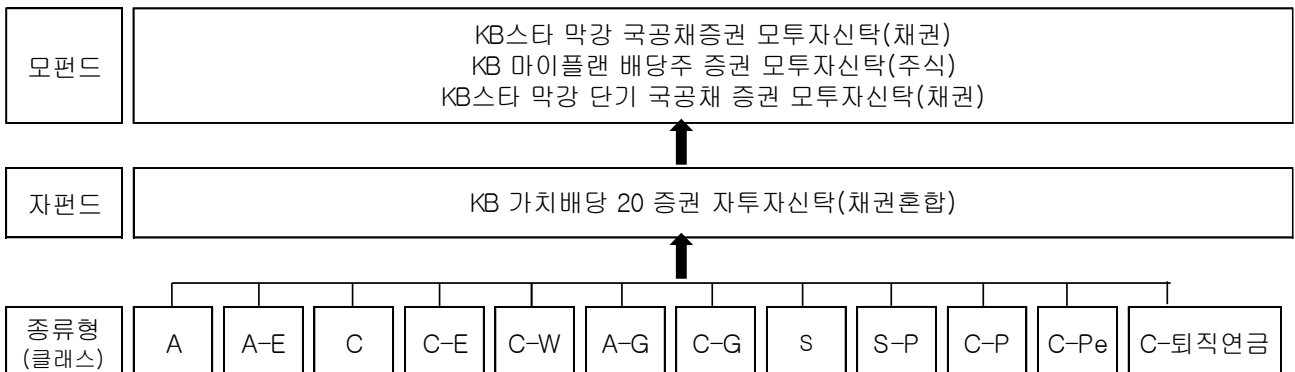 모펀드
KB스타 막강 국공채증권 모투자신탁(채권)
KB 마이플랜 배당주 증권 모투자신탁(주식)
KB스타 막강 단기 국공채 증권 모투자신탁(채권)
자펀드
KB 가치배당 20 증권 자투자신탁(채권혼합)
종류형
(클래스)
A
A-E
C
C-E
C-W
A-G
C-G
S
S-P
C-P
C-Pe
C-퇴직연금